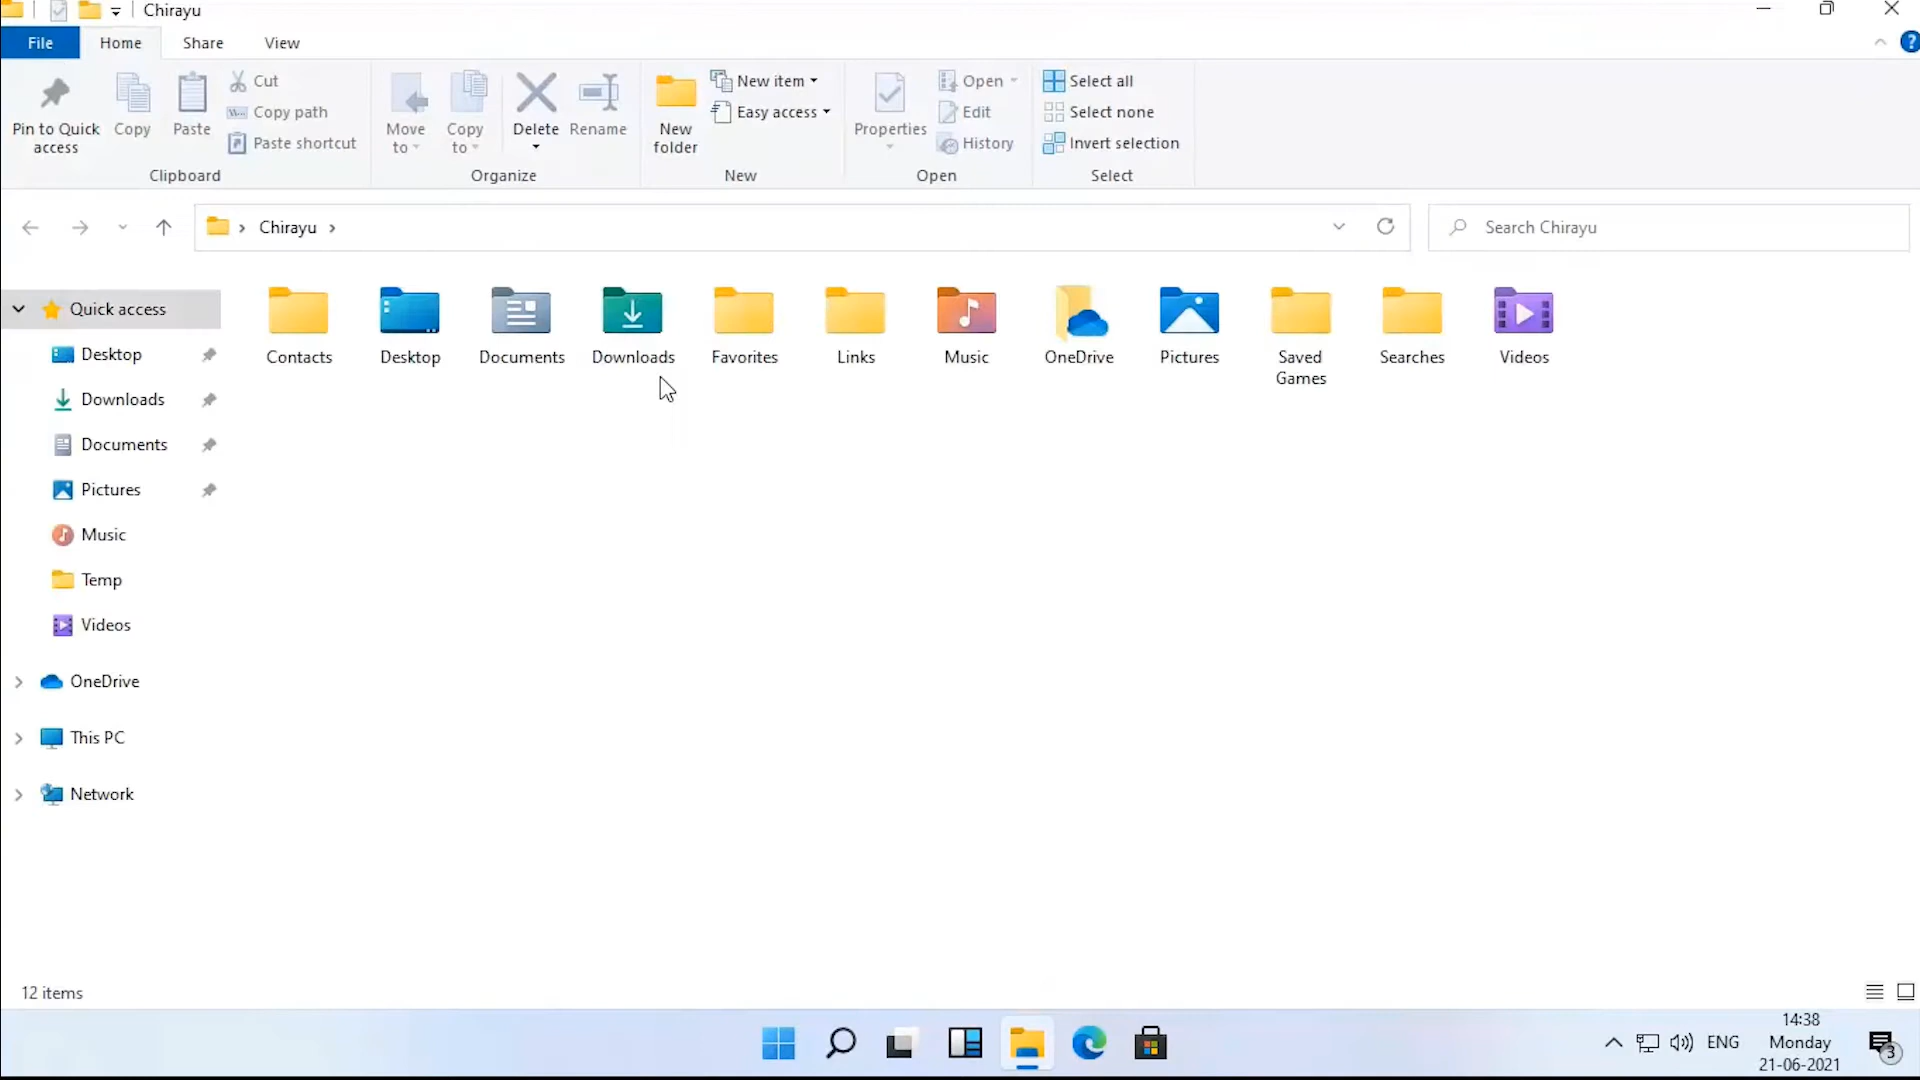 Chirayu
File Home Share View
Pin to Quick access
Copy
Paste
Cut
Copy path
Paste shortcut
Clipboard
Move to
Copy to
Delete
Rename
Organize
New folder
New item
Easy access
New
Properties
Open
Edit
History
Open
Select all
Select none
Invert selection
Select
Chirayu
Search Chirayu
Quick access
Desktop
Downloads
Documents
Pictures
Music
Temp
Videos
OneDrive
This PC
Network
Contacts
Desktop
Documents
Downloads
Favorites
Links
Music
OneDrive
Pictures
Saved
Games
Searches
Videos
12 items
ENG
14:38
Monday
21-06-2021
3